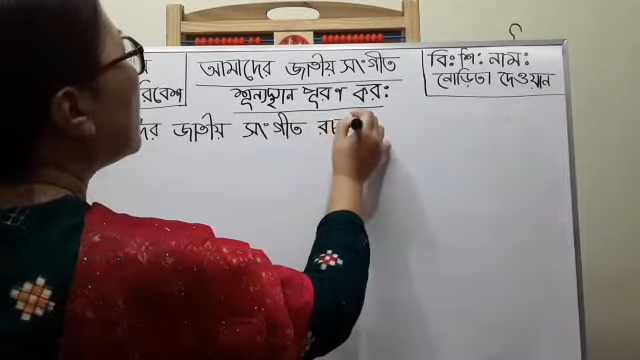 আমাদের জাতীয় সংগীত
শূন্যস্থান পূরণ কর:
জাতীয় সংগীত
রিবেশ
বি: শি: নাম:
নোড়িতা দেওয়ান